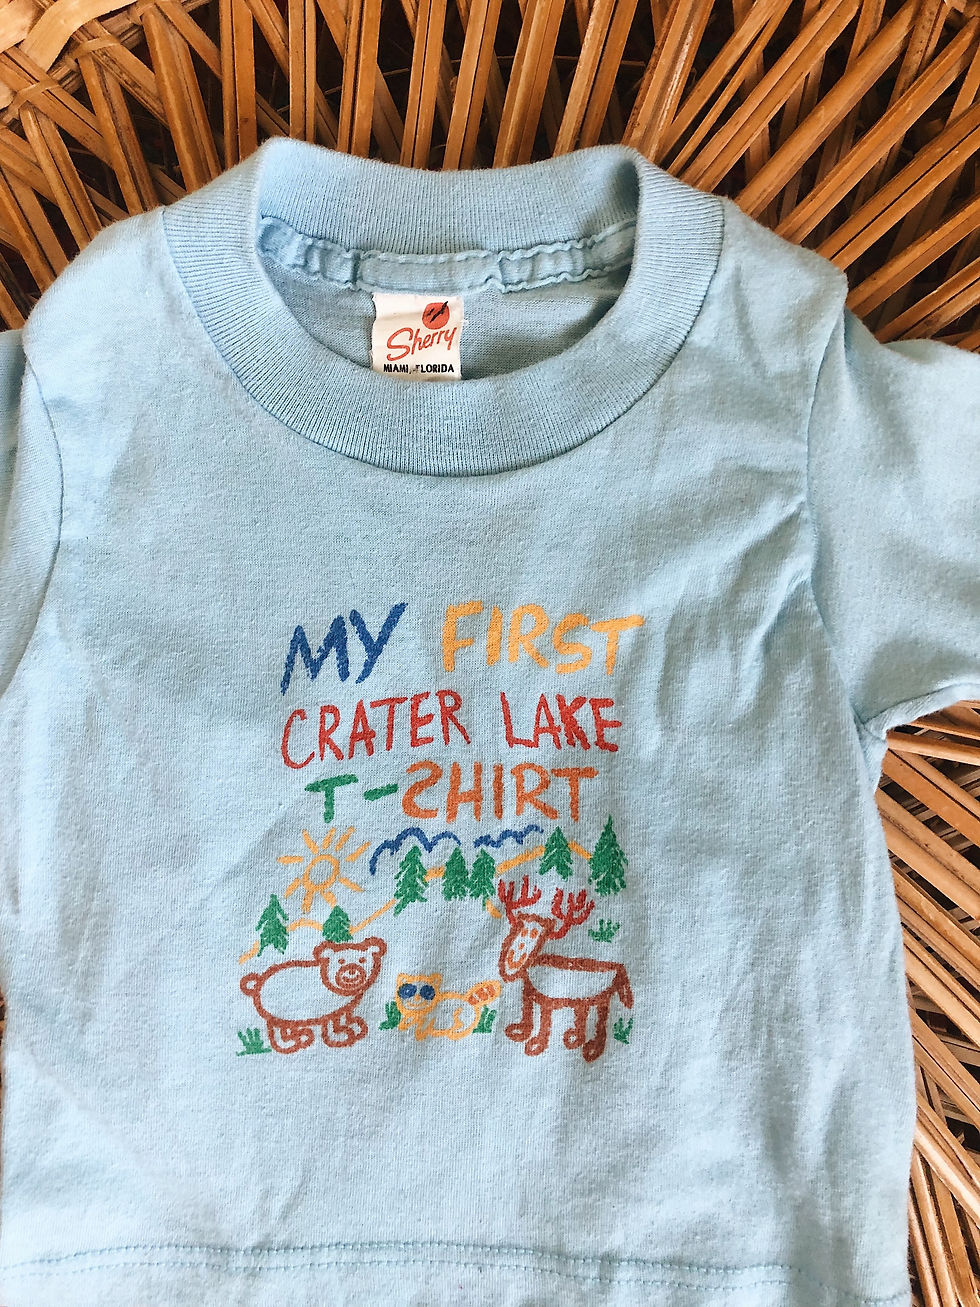 Sherry
MIAMI, FLORIDA
MY FIRST
CRATER LAKE
T-SHIRT